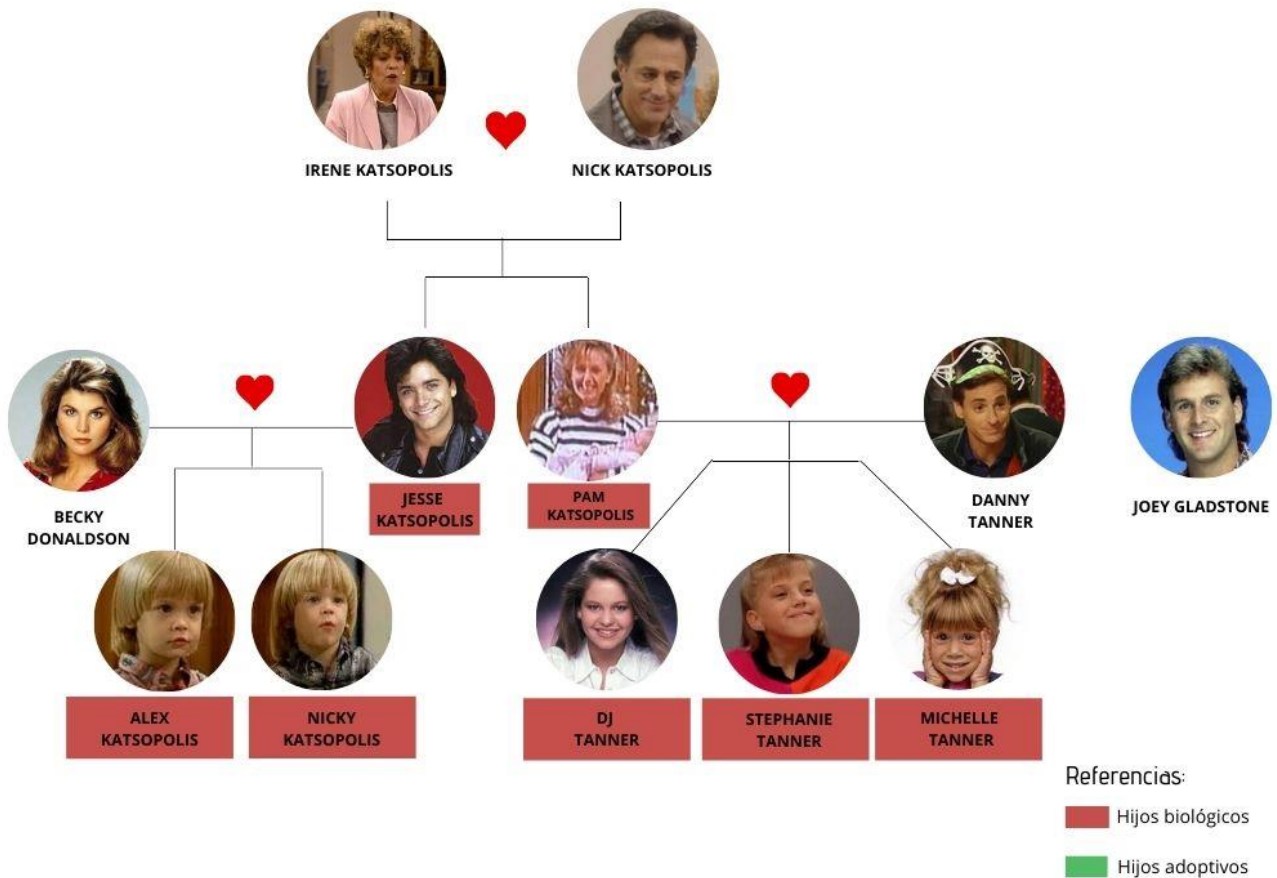 IRENE KATSOPOLIS
NICK KATSOPOLIS
BECKY
DONALDSON
JESSE
KATSOPOLIS
PAM
KATSOPOLIS
DANNY
TANNER
JOEY GLADSTONE
ALEX
KATSOPOLIS
NICKY
KATSOPOLIS
DJ
TANNER
STEPHANIE
TANNER
MICHELLE
TANNER
Referencias:
Hijos biológicos
Hijos adoptivos